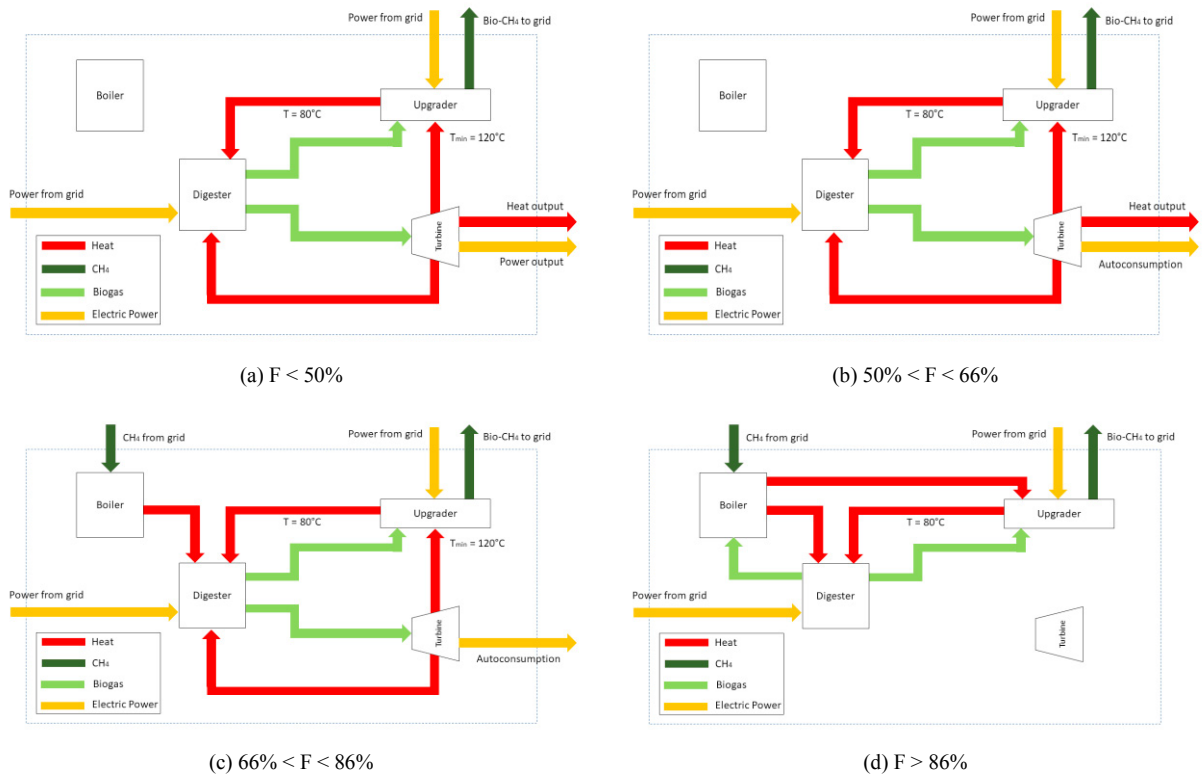 Power from grid
Bio-CH₄ to grid
Boiler
Upgrader
T = 80°C
Tmin = 120°C
Digester
Power from grid
Turbine
Heat output
Power output
Heat
CH₄
Biogas
Electric Power
(a) F < 50%
Power from grid
Bio-CH₄ to grid
Boiler
Upgrader
T = 80°C
Tmin = 120°C
Digester
Power from grid
Turbine
Heat output
Autoconsumption
Heat
CH₄
Biogas
Electric Power
(b) 50% < F < 66%
CH₄ from grid
Power from grid
Bio-CH₄ to grid
Boiler
Upgrader
T = 80°C
Tmin = 120°C
Digester
Power from grid
Turbine
Autoconsumption
Heat
CH₄
Biogas
Electric Power
(c) 66% < F < 86%
CH₄ from grid
Power from grid
Bio-CH₄ to grid
Boiler
Upgrader
T = 80°C
Digester
Power from grid
Turbine
Heat
CH₄
Biogas
Electric Power
(d) F > 86%